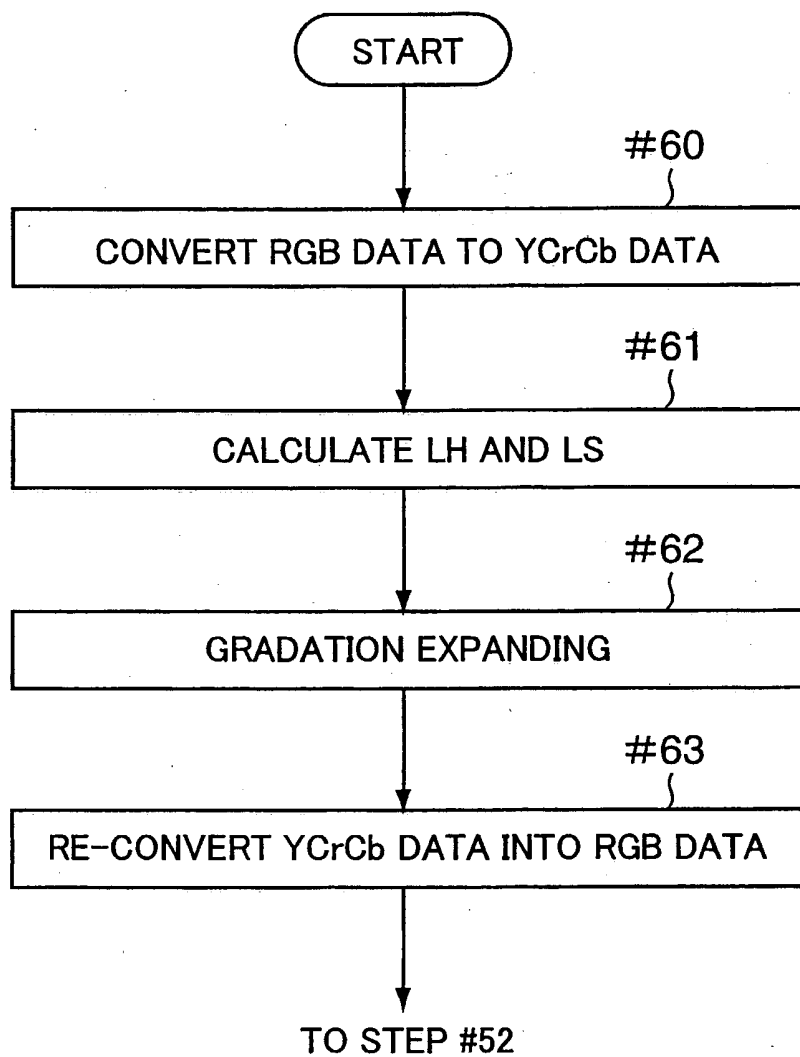 START
#60
CONVERT RGB DATA TO YCrCb DATA
#61
CALCULATE LH AND LS
#62
GRADATION EXPANDING
#63
RE-CONVERT YCrCb DATA INTO RGB DATA
TO STEP #52